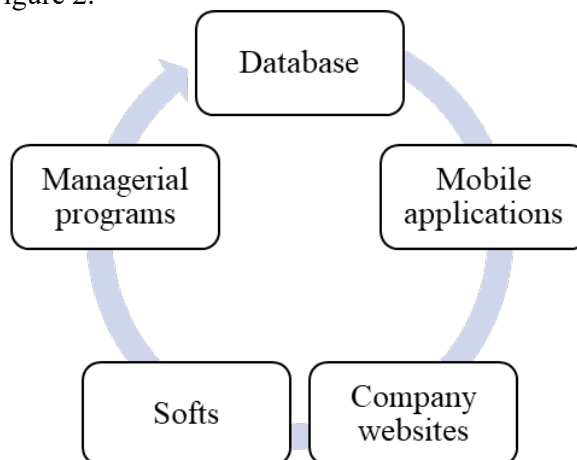 igure 2.
Database
Mobile
applications
Company
websites
Softs
Managerial
programs